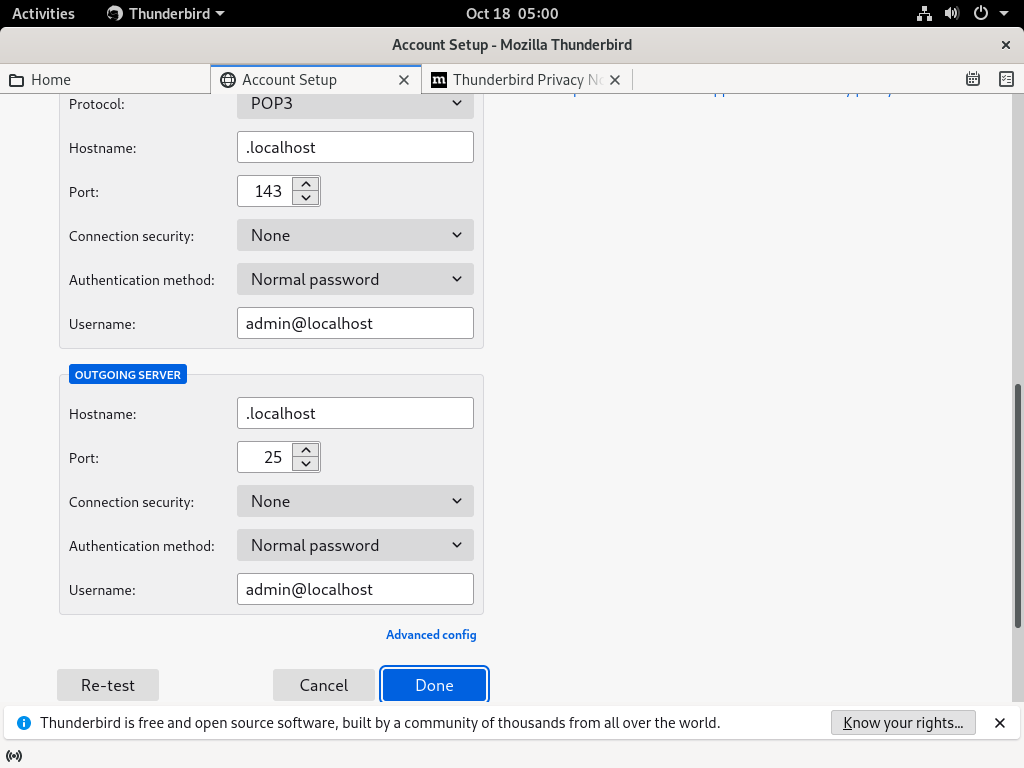 Activities Thunderbird Oct 18 05:00
Account Setup - Mozilla Thunderbird
Home Account Setup Thunderbird Privacy No
Protocol: POP3
Hostname: .localhost
Port: 143
Connection security: None
Authentication method: Normal password
Username: admin@localhost
OUTGOING SERVER
Hostname: .localhost
Port: 25
Connection security: None
Authentication method: Normal password
Username: admin@localhost
Advanced config
Re-test Cancel Done
Thunderbird is free and open source software, built by a community of thousands from all over the world. Know your rights...